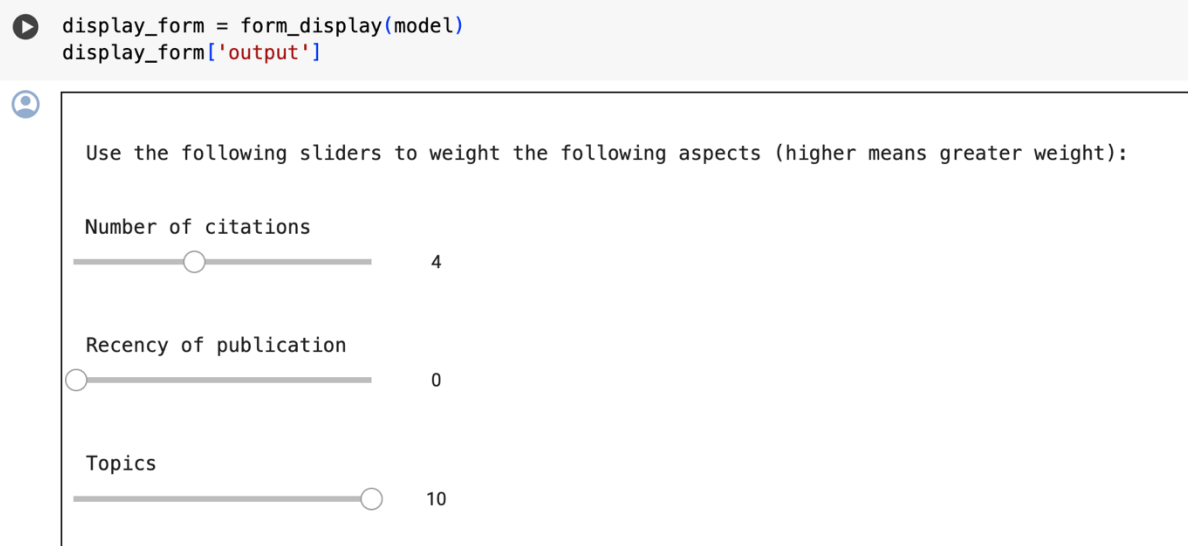 display_form = form_display(model)
display_form['output']
Use the following sliders to weight the following aspects (higher means greater weight):
Number of citations
4
Recency of publication
0
Topics
10